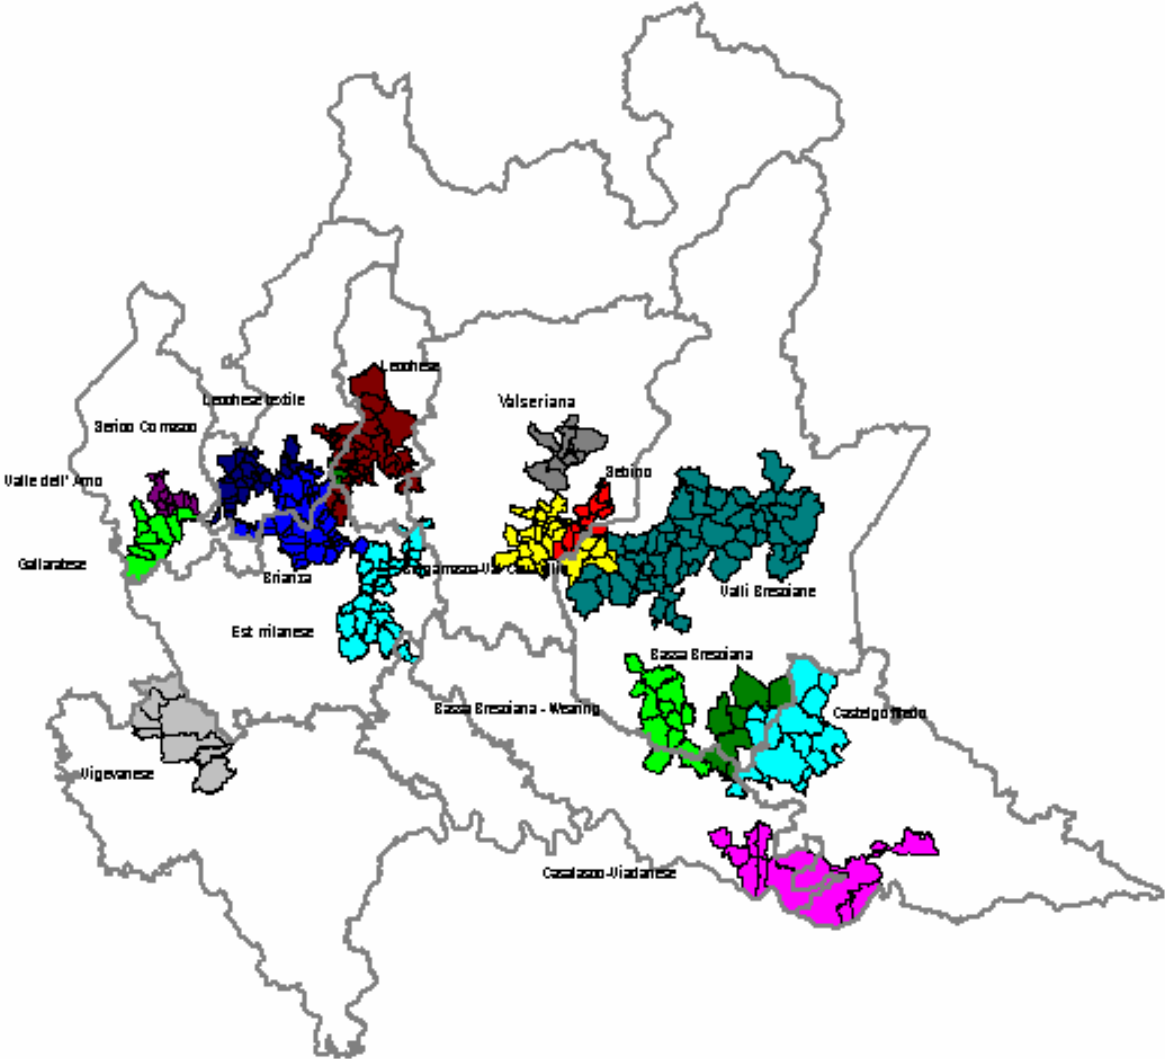 Lecchese
Lecchese textile
Valseriana
Serico Comasco
Sebino
Valle dell' Arno
Gallaratese
Brianza
Valli Bresciane
Est milanese
Bassa Bresciana
Bassa Bresciana - Wearing
Castelgoffredo
Vigevanese
Casalasco-Viadanese